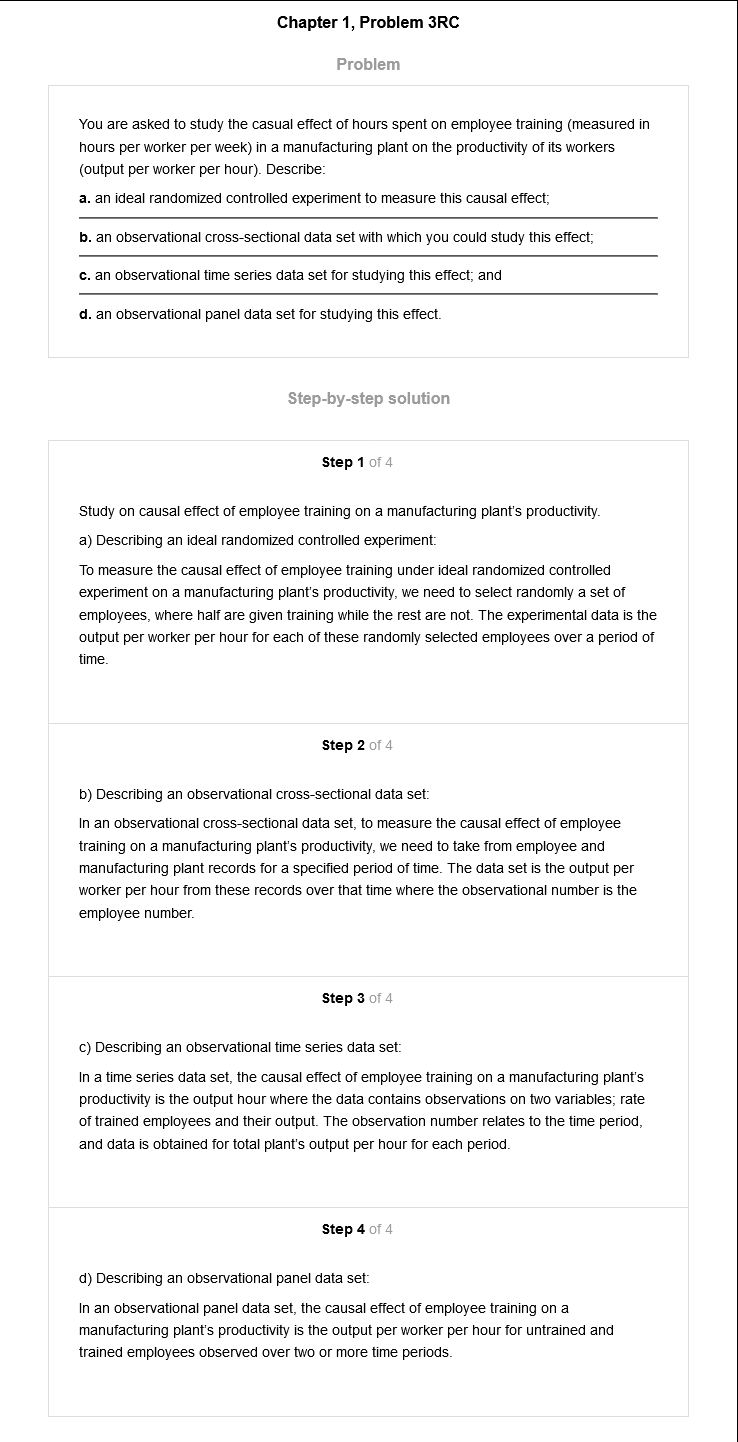 Chapter 1, Problem 3RC
Problem
You are asked to study the casual effect of hours spent on employee training (measured in
hours per worker per week) in a manufacturing plant on the productivity of its workers
(output per worker per hour). Describe:
a. an ideal randomized controlled experiment to measure this causal effect;
b. an observational cross-sectional data set with which you could study this effect;
c. an observational time series data set for studying this effect; and
d. an observational panel data set for studying this effect.
Step-by-step solution
Step 1 of 4
Study on causal effect of employee training on a manufacturing plant's productivity.
a) Describing an ideal randomized controlled experiment:
To measure the causal effect of employee training under ideal randomized controlled
experiment on a manufacturing plant's productivity, we need to select randomly a set of
employees, where half are given training while the rest are not. The experimental data is the
output per worker per hour for each of these randomly selected employees over a period of
time.
Step 2 of 4
b) Describing an observational cross-sectional data set:
In an observational cross-sectional data set, to measure the causal effect of employee
training on a manufacturing plant's productivity, we need to take from employee and
manufacturing plant records for a specified period of time. The data set is the output per
worker per hour from these records over that time where the observational number is the
employee number.
Step 3 of 4
c) Describing an observational time series data set:
In a time series data set, the causal effect of employee training on a manufacturing plant's
productivity is the output hour where the data contains observations on two variables; rate
of trained employees and their output. The observation number relates to the time period,
and data is obtained for total plant's output per hour for each period.
Step 4 of 4
d) Describing an observational panel data set:
In an observational panel data set, the causal effect of employee training on a
manufacturing plant's productivity is the output per worker per hour for untrained and
trained employees observed over two or more time periods.